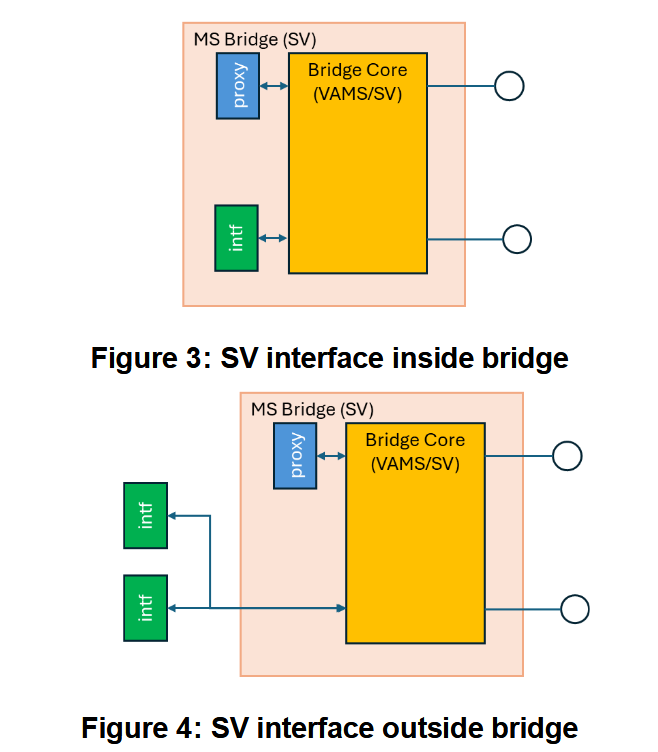 MS Bridge (SV)
proxy
Bridge Core
(VAMS/SV)
intf
Figure 3: SV interface inside bridge
MS Bridge (SV)
proxy
Bridge Core
(VAMS/SV)
intf
intf
Figure 4: SV interface outside bridge